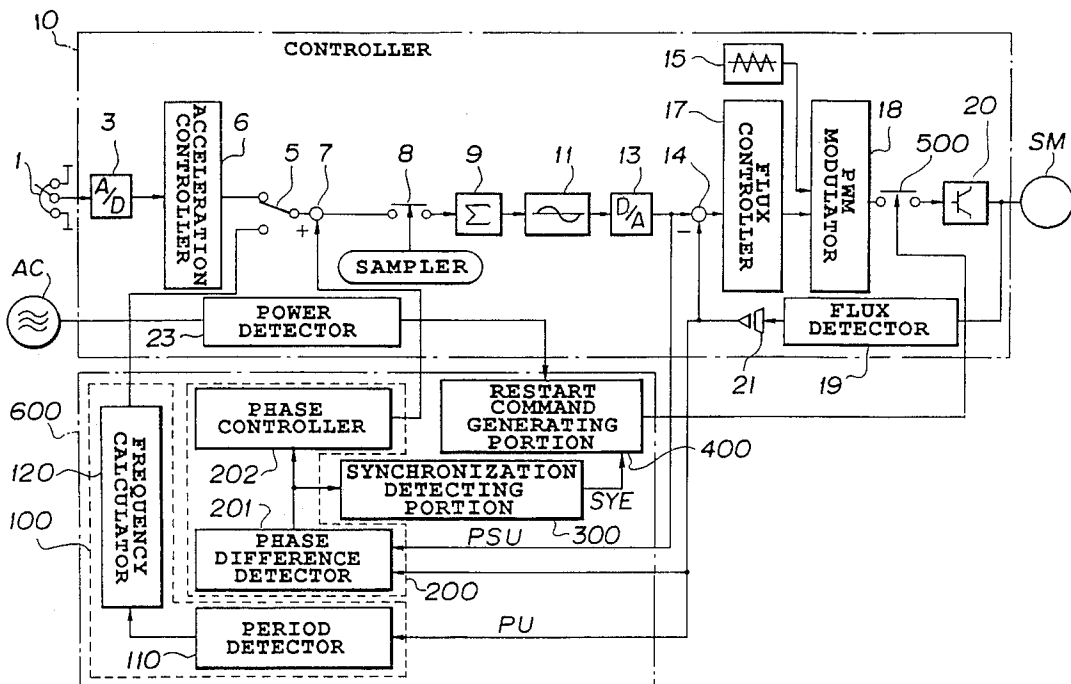 10
CONTROLLER
15
1
3
A/D
ACCELERATION CONTROLLER
6
5
7
+
8
SAMPLER
9
Σ
11
13
D/A
14
−
17
FLUX CONTROLLER
PWM MODULATOR
18
500
20
SM
AC
POWER
DETECTOR
23
21
FLUX
DETECTOR
19
600
120
100
FREQUENCY CALCULATOR
PHASE
CONTROLLER
202
RESTART
COMMAND
GENERATING
PORTION
400
SYNCHRONIZATION
DETECTING
PORTION
SYE
300
201
PHASE
DIFFERENCE
DETECTOR
PSU
200
PERIOD
DETECTOR
110
PU